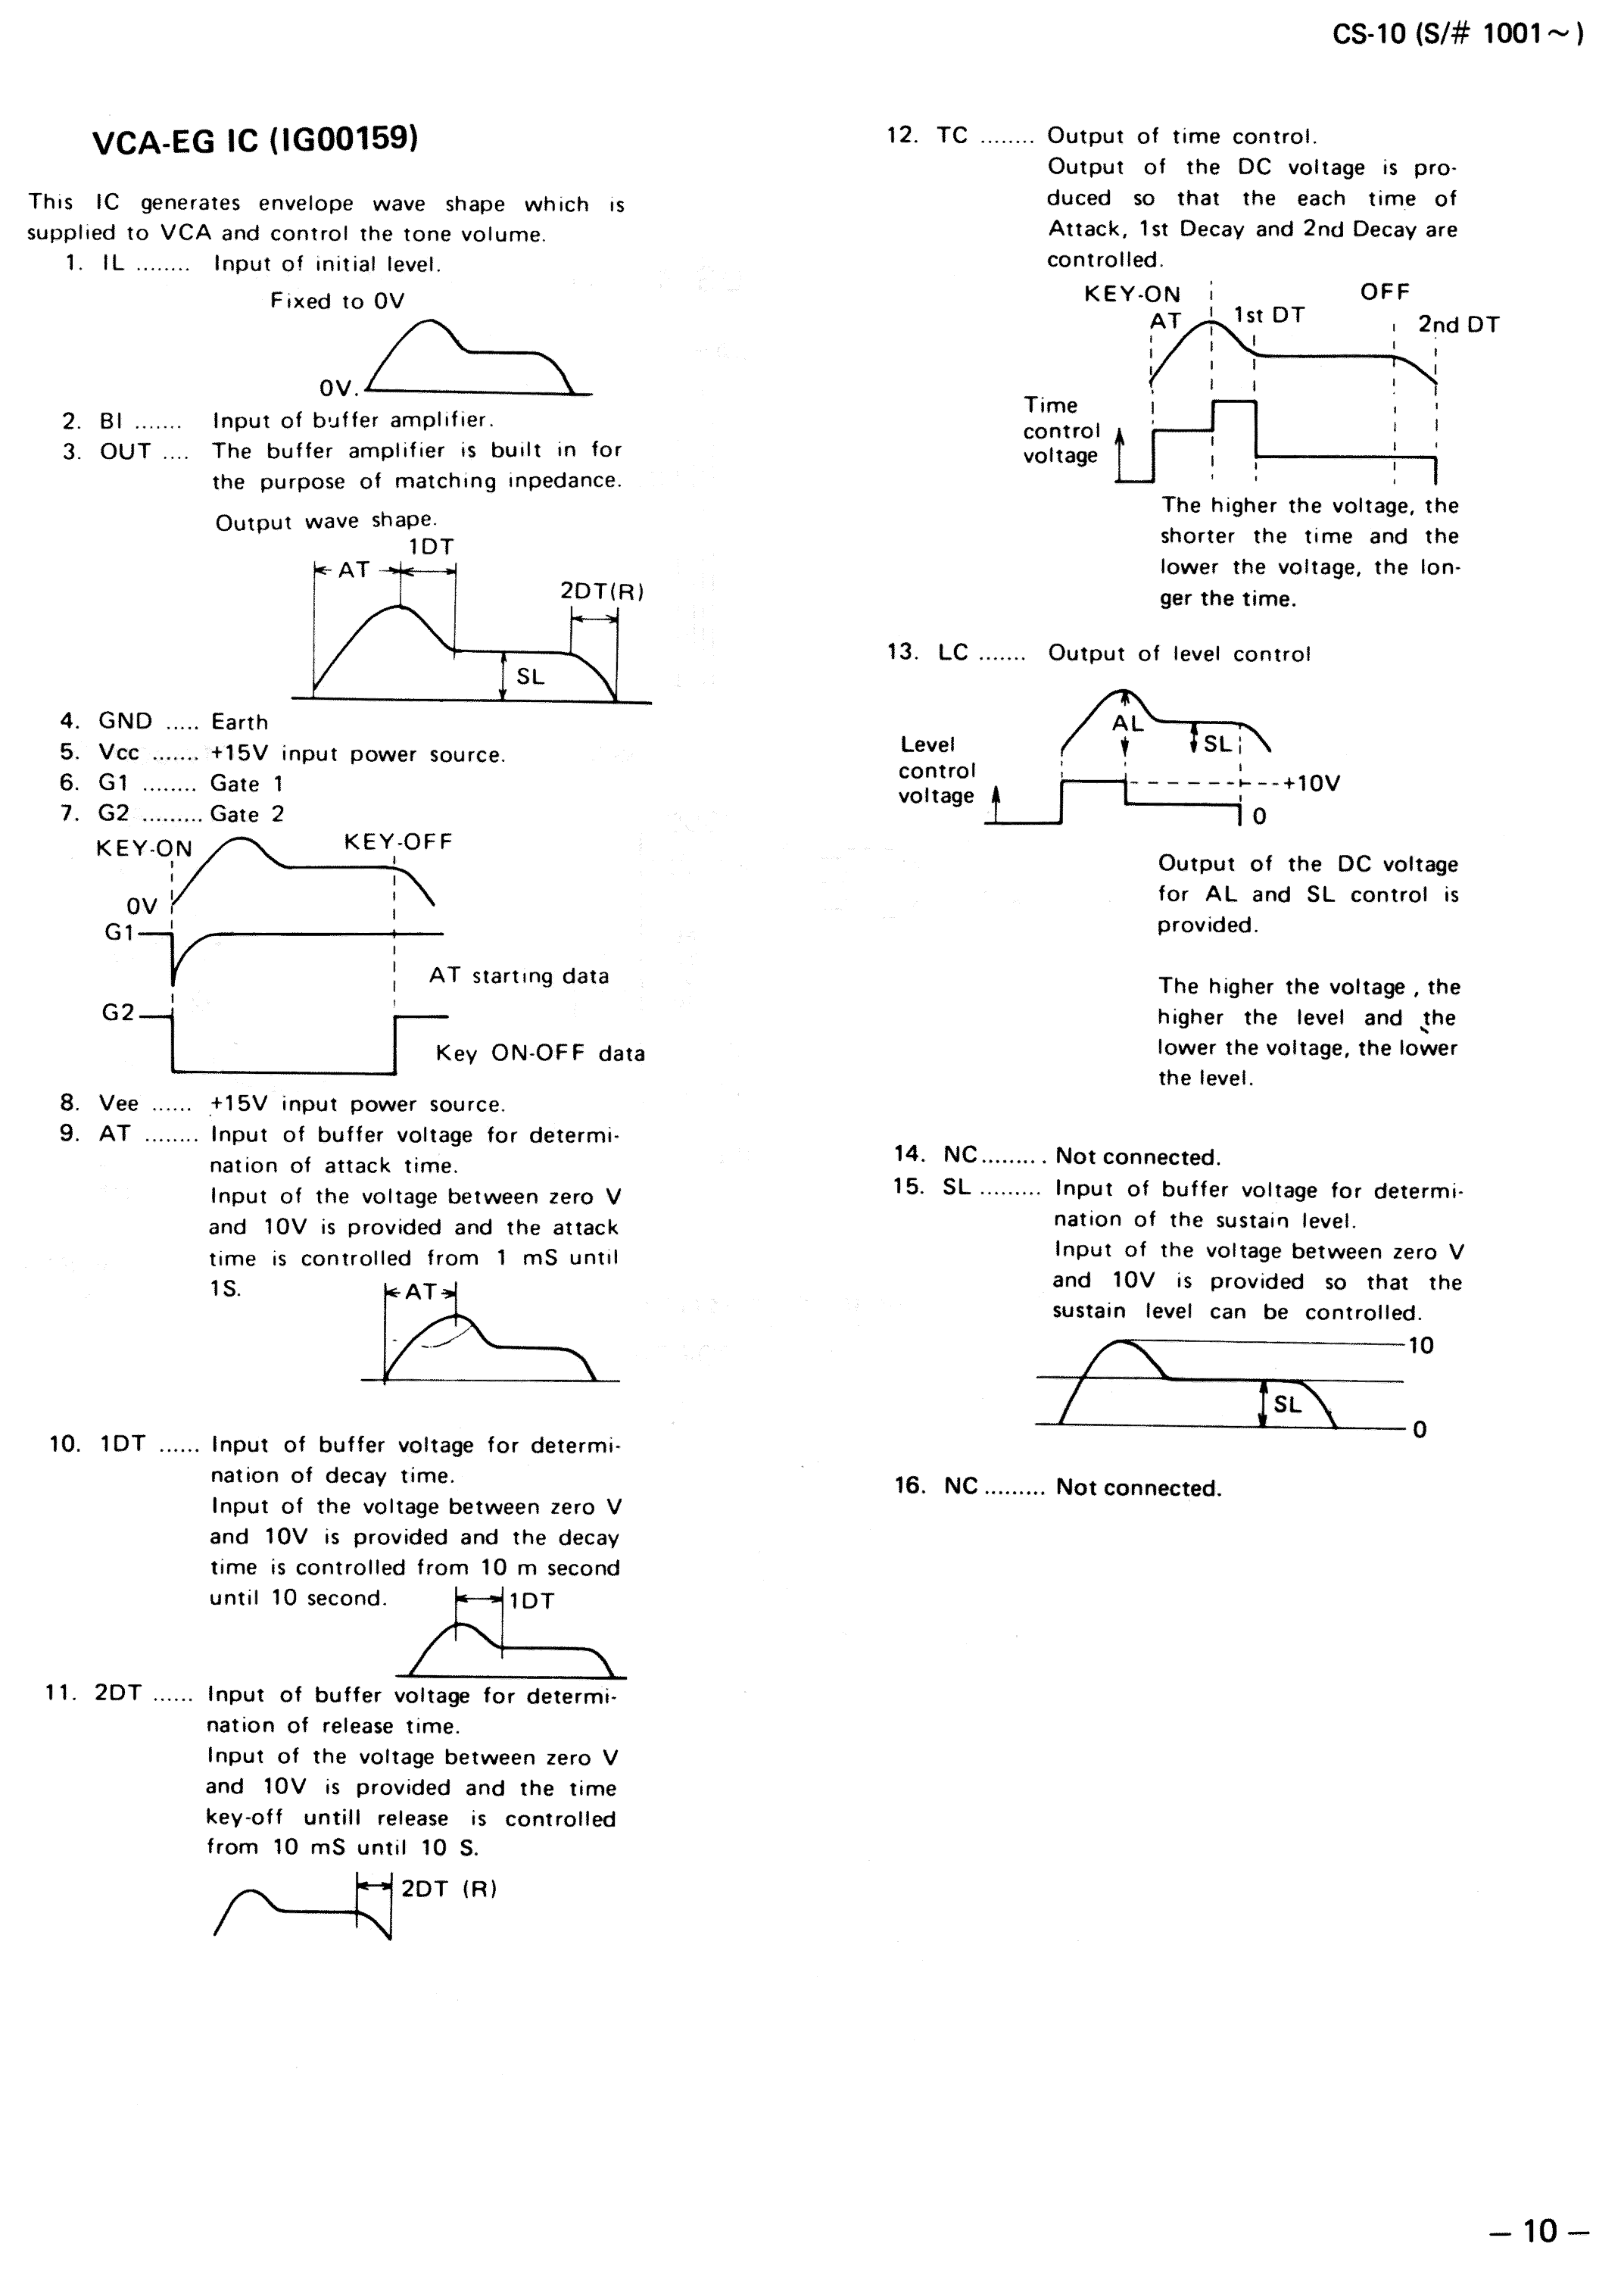 CS-10 (S/# 1001~)
VCA-EG IC (IG00159)
This IC generates envelope wave shape which is
supplied to VCA and control the tone volume.
1. IL ........ Input of initial level.
Fixed to 0V
0V.
2. BI ....... Input of buffer amplifier.
3. OUT .... The buffer amplifier is built in for
the purpose of matching inpedance.
Output wave shape.
1DT
AT
2DT(R)
SL
4. GND ..... Earth
5. Vcc ....... +15V input power source.
6. G1 ........ Gate 1
7. G2 ......... Gate 2
KEY-ON
KEY-OFF
0V
G1
AT starting data
G2
Key ON-OFF data
8. Vee ...... +15V input power source.
9. AT ........ Input of buffer voltage for determi-
nation of attack time.
Input of the voltage between zero V
and 10V is provided and the attack
time is controlled from 1 mS until
1S.
AT
10. 1DT ...... Input of buffer voltage for determi-
nation of decay time.
Input of the voltage between zero V
and 10V is provided and the decay
time is controlled from 10 m second
until 10 second.
1DT
11. 2DT ...... Input of buffer voltage for determi-
nation of release time.
Input of the voltage between zero V
and 10V is provided and the time
key-off untill release is controlled
from 10 mS until 10 S.
2DT (R)
12. TC ........ Output of time control.
Output of the DC voltage is pro-
duced so that the each time of
Attack, 1st Decay and 2nd Decay are
controlled.
KEY-ON
OFF
AT
1st DT
2nd DT
Time
control
voltage
The higher the voltage, the
shorter the time and the
lower the voltage, the lon-
ger the time.
13. LC ....... Output of level control
AL
SL
Level
control
voltage
+10V
0
Output of the DC voltage
for AL and SL control is
provided.
The higher the voltage , the
higher the level and the
lower the voltage, the lower
the level.
14. NC......... Not connected.
15. SL ......... Input of buffer voltage for determi-
nation of the sustain level.
Input of the voltage between zero V
and 10V is provided so that the
sustain level can be controlled.
10
SL
0
16. NC ......... Not connected.
– 10 –